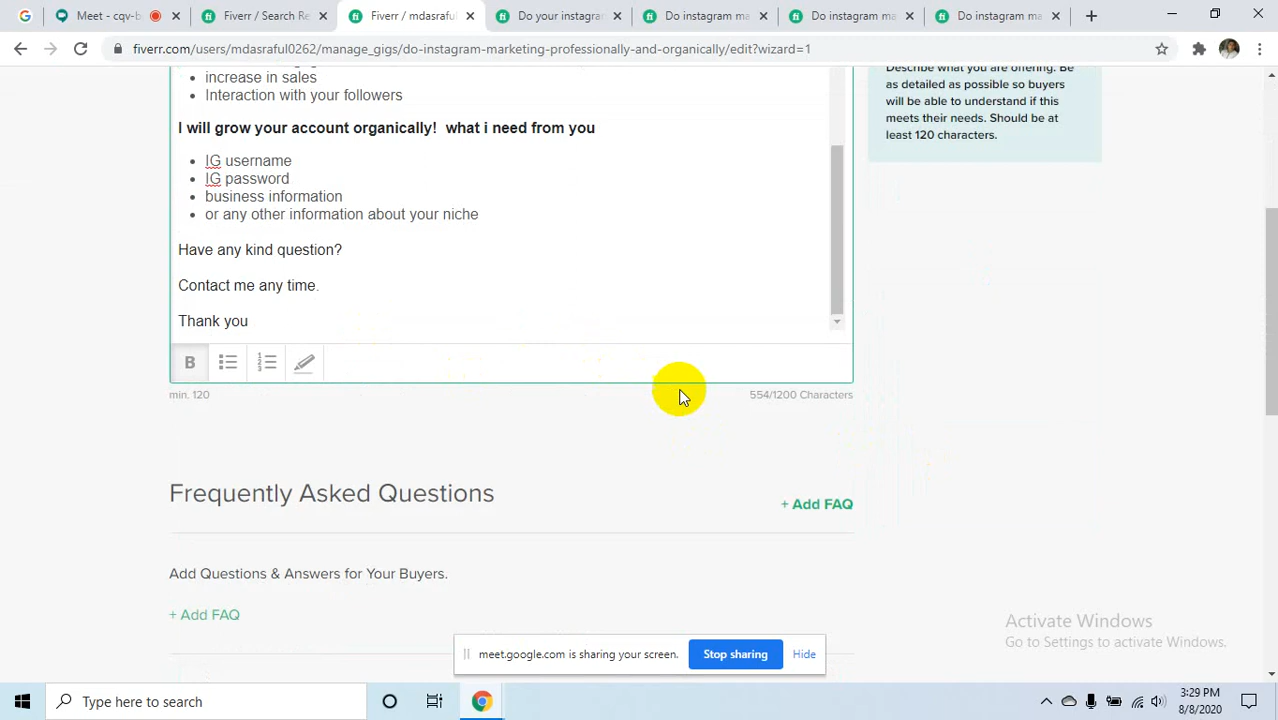 Meet - cqv-b
Fiverr / Search Re
Fiverr / mdasraful
Do your instagram
Do instagram ma
Do instagram ma
Do instagram ma
fiverr.com/users/mdasraful0262/manage_gigs/do-instagram-marketing-professionally-and-organically/edit?wizard=1
increase in sales
Interaction with your followers
I will grow your account organically! what i need from you
IG username
IG password
business information
or any other information about your niche
Have any kind question?
Contact me any time.
Thank you
B
min. 120
554/1200 Characters
Describe what you are offering. Be
as detailed as possible so buyers
will be able to understand if this
meets their needs. Should be at
least 120 characters.
Frequently Asked Questions
+ Add FAQ
Add Questions & Answers for Your Buyers.
+ Add FAQ
Activate Windows
Go to Settings to activate Windows.
meet.google.com is sharing your screen.
Stop sharing
Hide
Type here to search
3:29 PM
8/8/2020